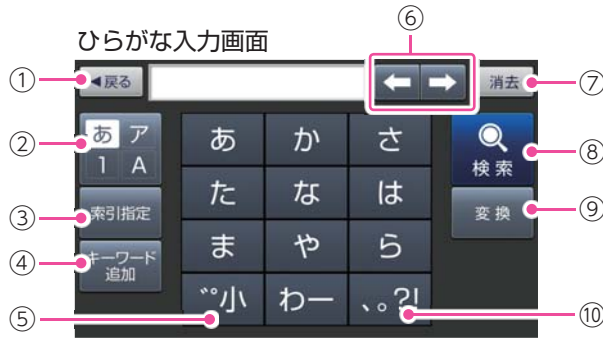 ひらがな入力画面
⑥
① ◀戻る ← → 消去 ⑦
② あ ア
1 A
あ か さ
検索 ⑧
③ 索引指定
た な は
変換 ⑨
④ キーワード
追加
ま や ら
⑤ ゛゜小 わー 、。?! ⑩